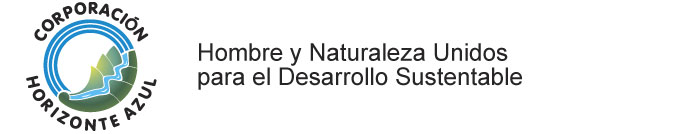 CORPORACIÓN
HORIZONTE AZUL
Hombre y Naturaleza Unidos
para el Desarrollo Sustentable